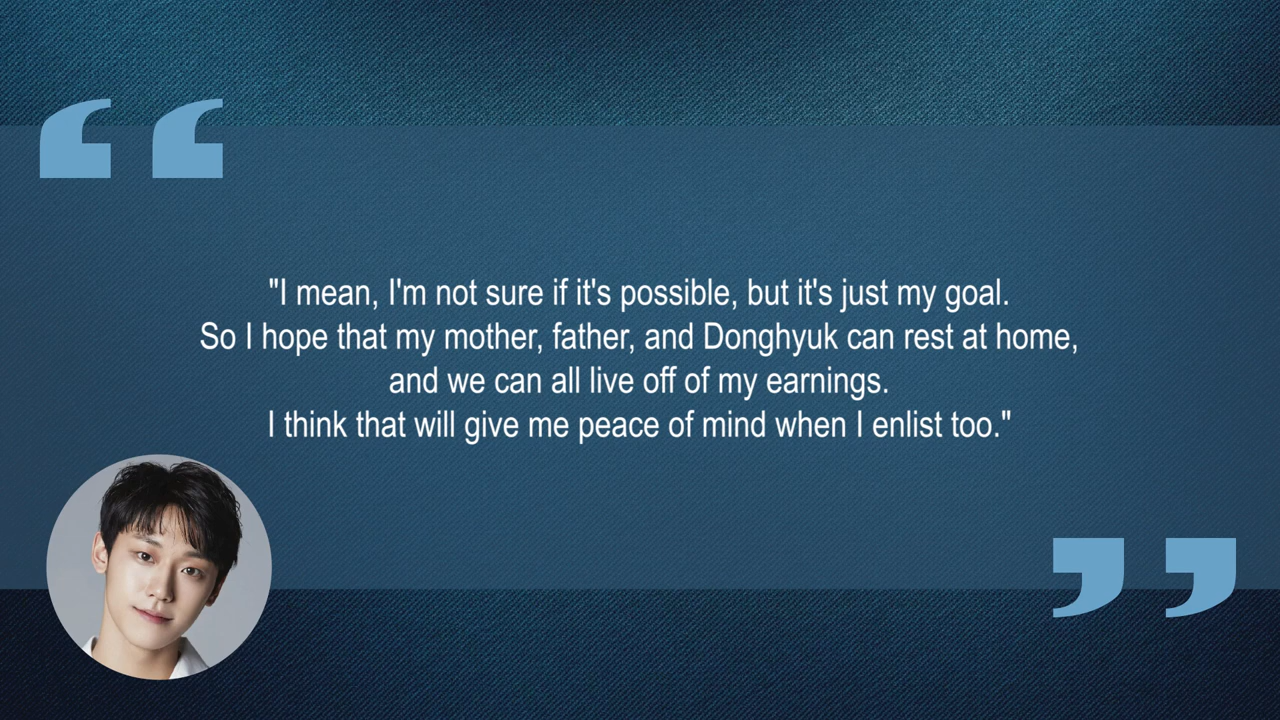 "I mean, I'm not sure if it's possible, but it's just my goal.
So I hope that my mother, father, and Donghyuk can rest at home,
and we can all live off of my earnings.
I think that will give me peace of mind when I enlist too."